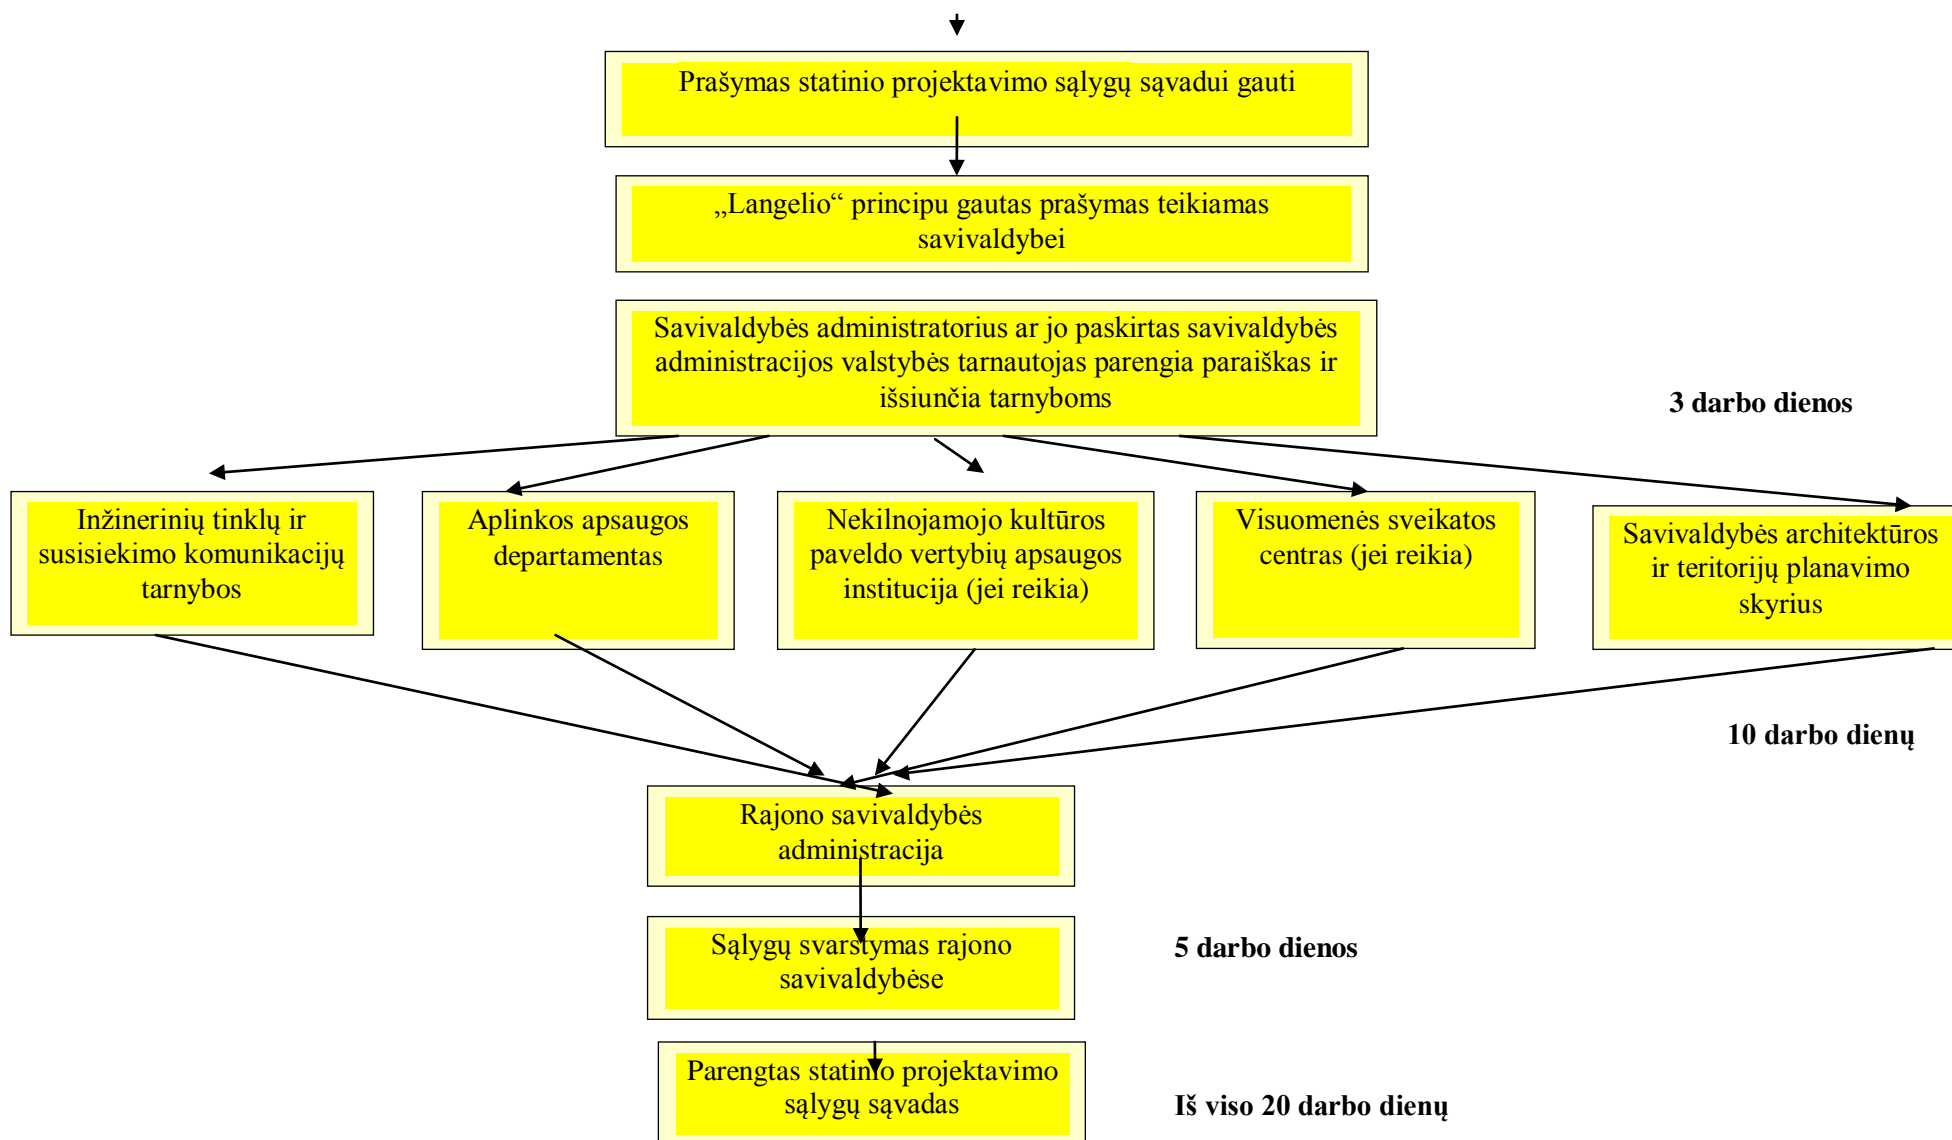 Prašymas statinio projektavimo sąlygų sąvadui gauti
„Langelio“ principu gautas prašymas teikiamas
savivaldybei
Savivaldybės administratorius ar jo paskirtas savivaldybės
administracijos valstybės tarnautojas parengia paraiškas ir
išsiunčia tarnyboms
3 darbo dienos
Inžinerinių tinklų ir
susisiekimo komunikacijų
tarnybos
Aplinkos apsaugos
departamentas
Nekilnojamojo kultūros
paveldo vertybių apsaugos
institucija (jei reikia)
Visuomenės sveikatos
centras (jei reikia)
Savivaldybės architektūros
ir teritorijų planavimo
skyrius
10 darbo dienų
Rajono savivaldybės
administracija
Sąlygų svarstymas rajono
savivaldybėse
5 darbo dienos
Parengtas statinio projektavimo
sąlygų sąvadas
Iš viso 20 darbo dienų